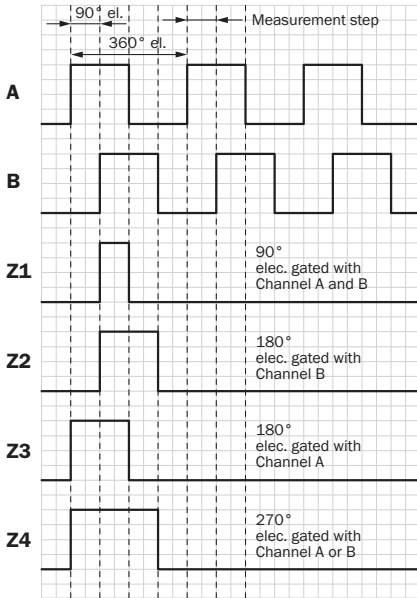 90° el.
Measurement step
360° el.
A
B
Z1
90°
elec. gated with
Channel A and B
Z2
180°
elec. gated with
Channel B
Z3
180°
elec. gated with
Channel A
Z4
270°
elec. gated with
Channel A or B